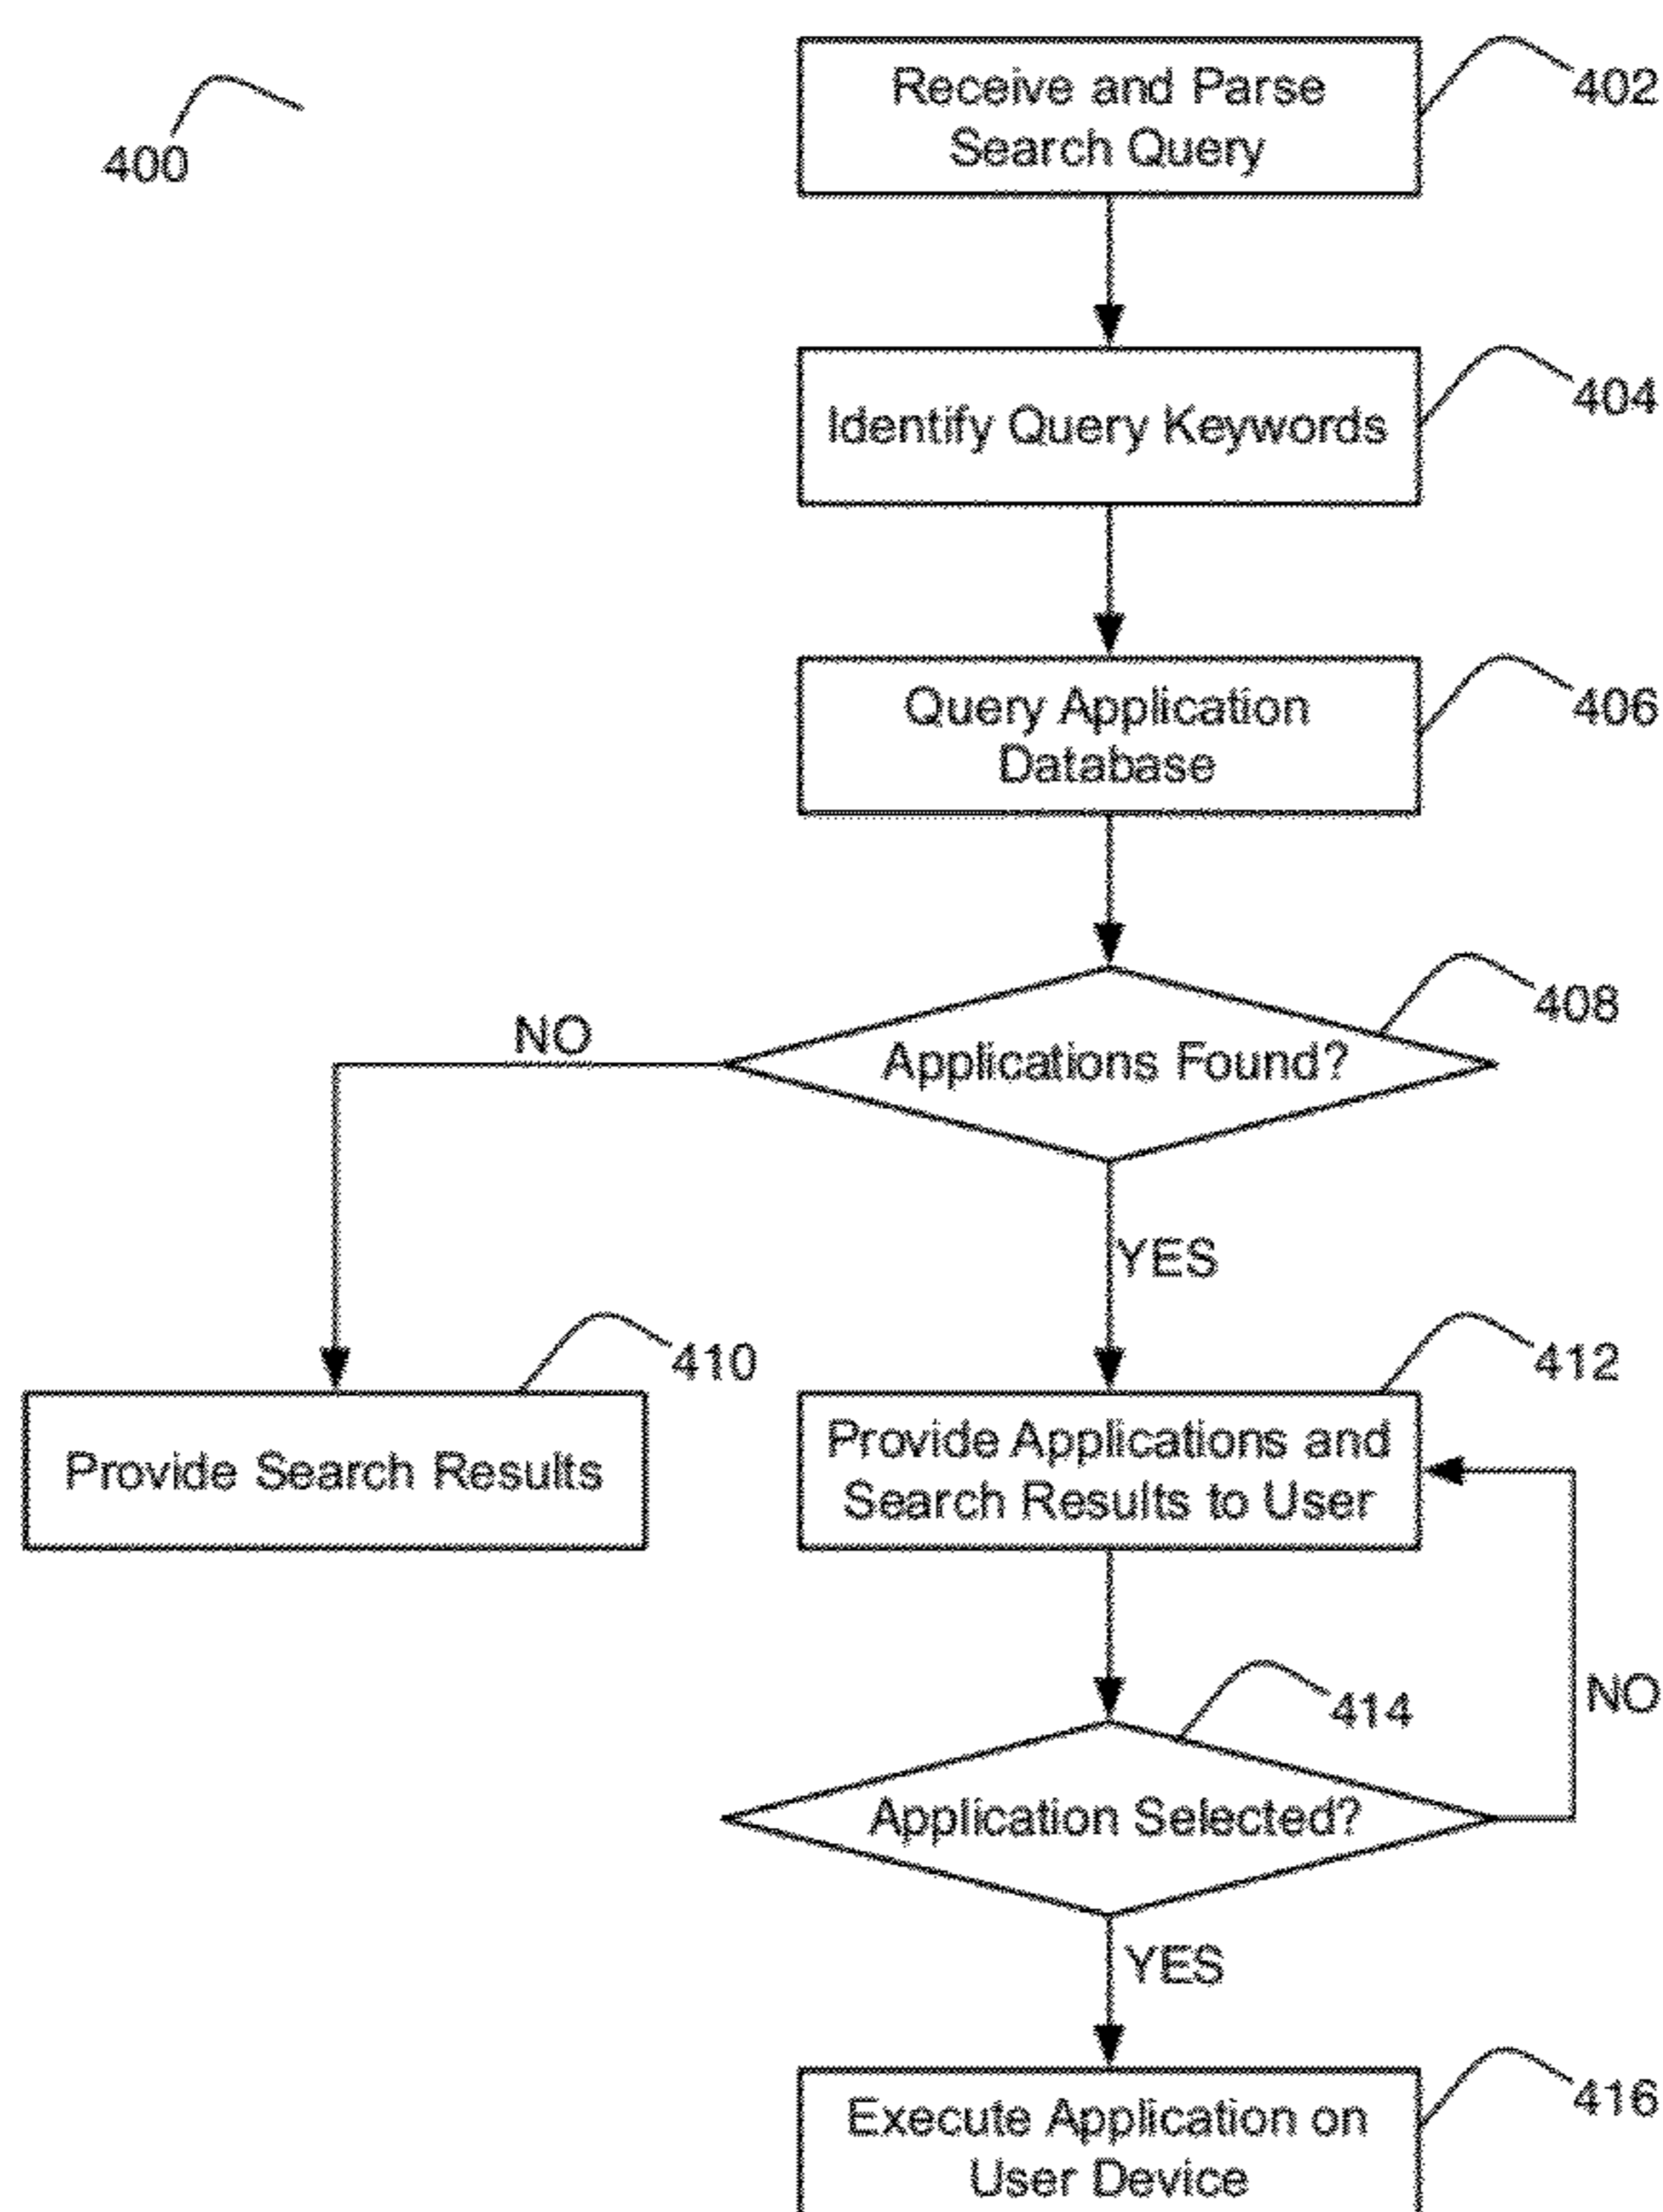 400
Receive and Parse
Search Query
402
Identify Query Keywords
404
Query Application
Database
406
Applications Found?
408
NO
YES
Provide Search Results
410
Provide Applications and
Search Results to User
412
Application Selected?
414
NO
YES
Execute Application on
User Device
416